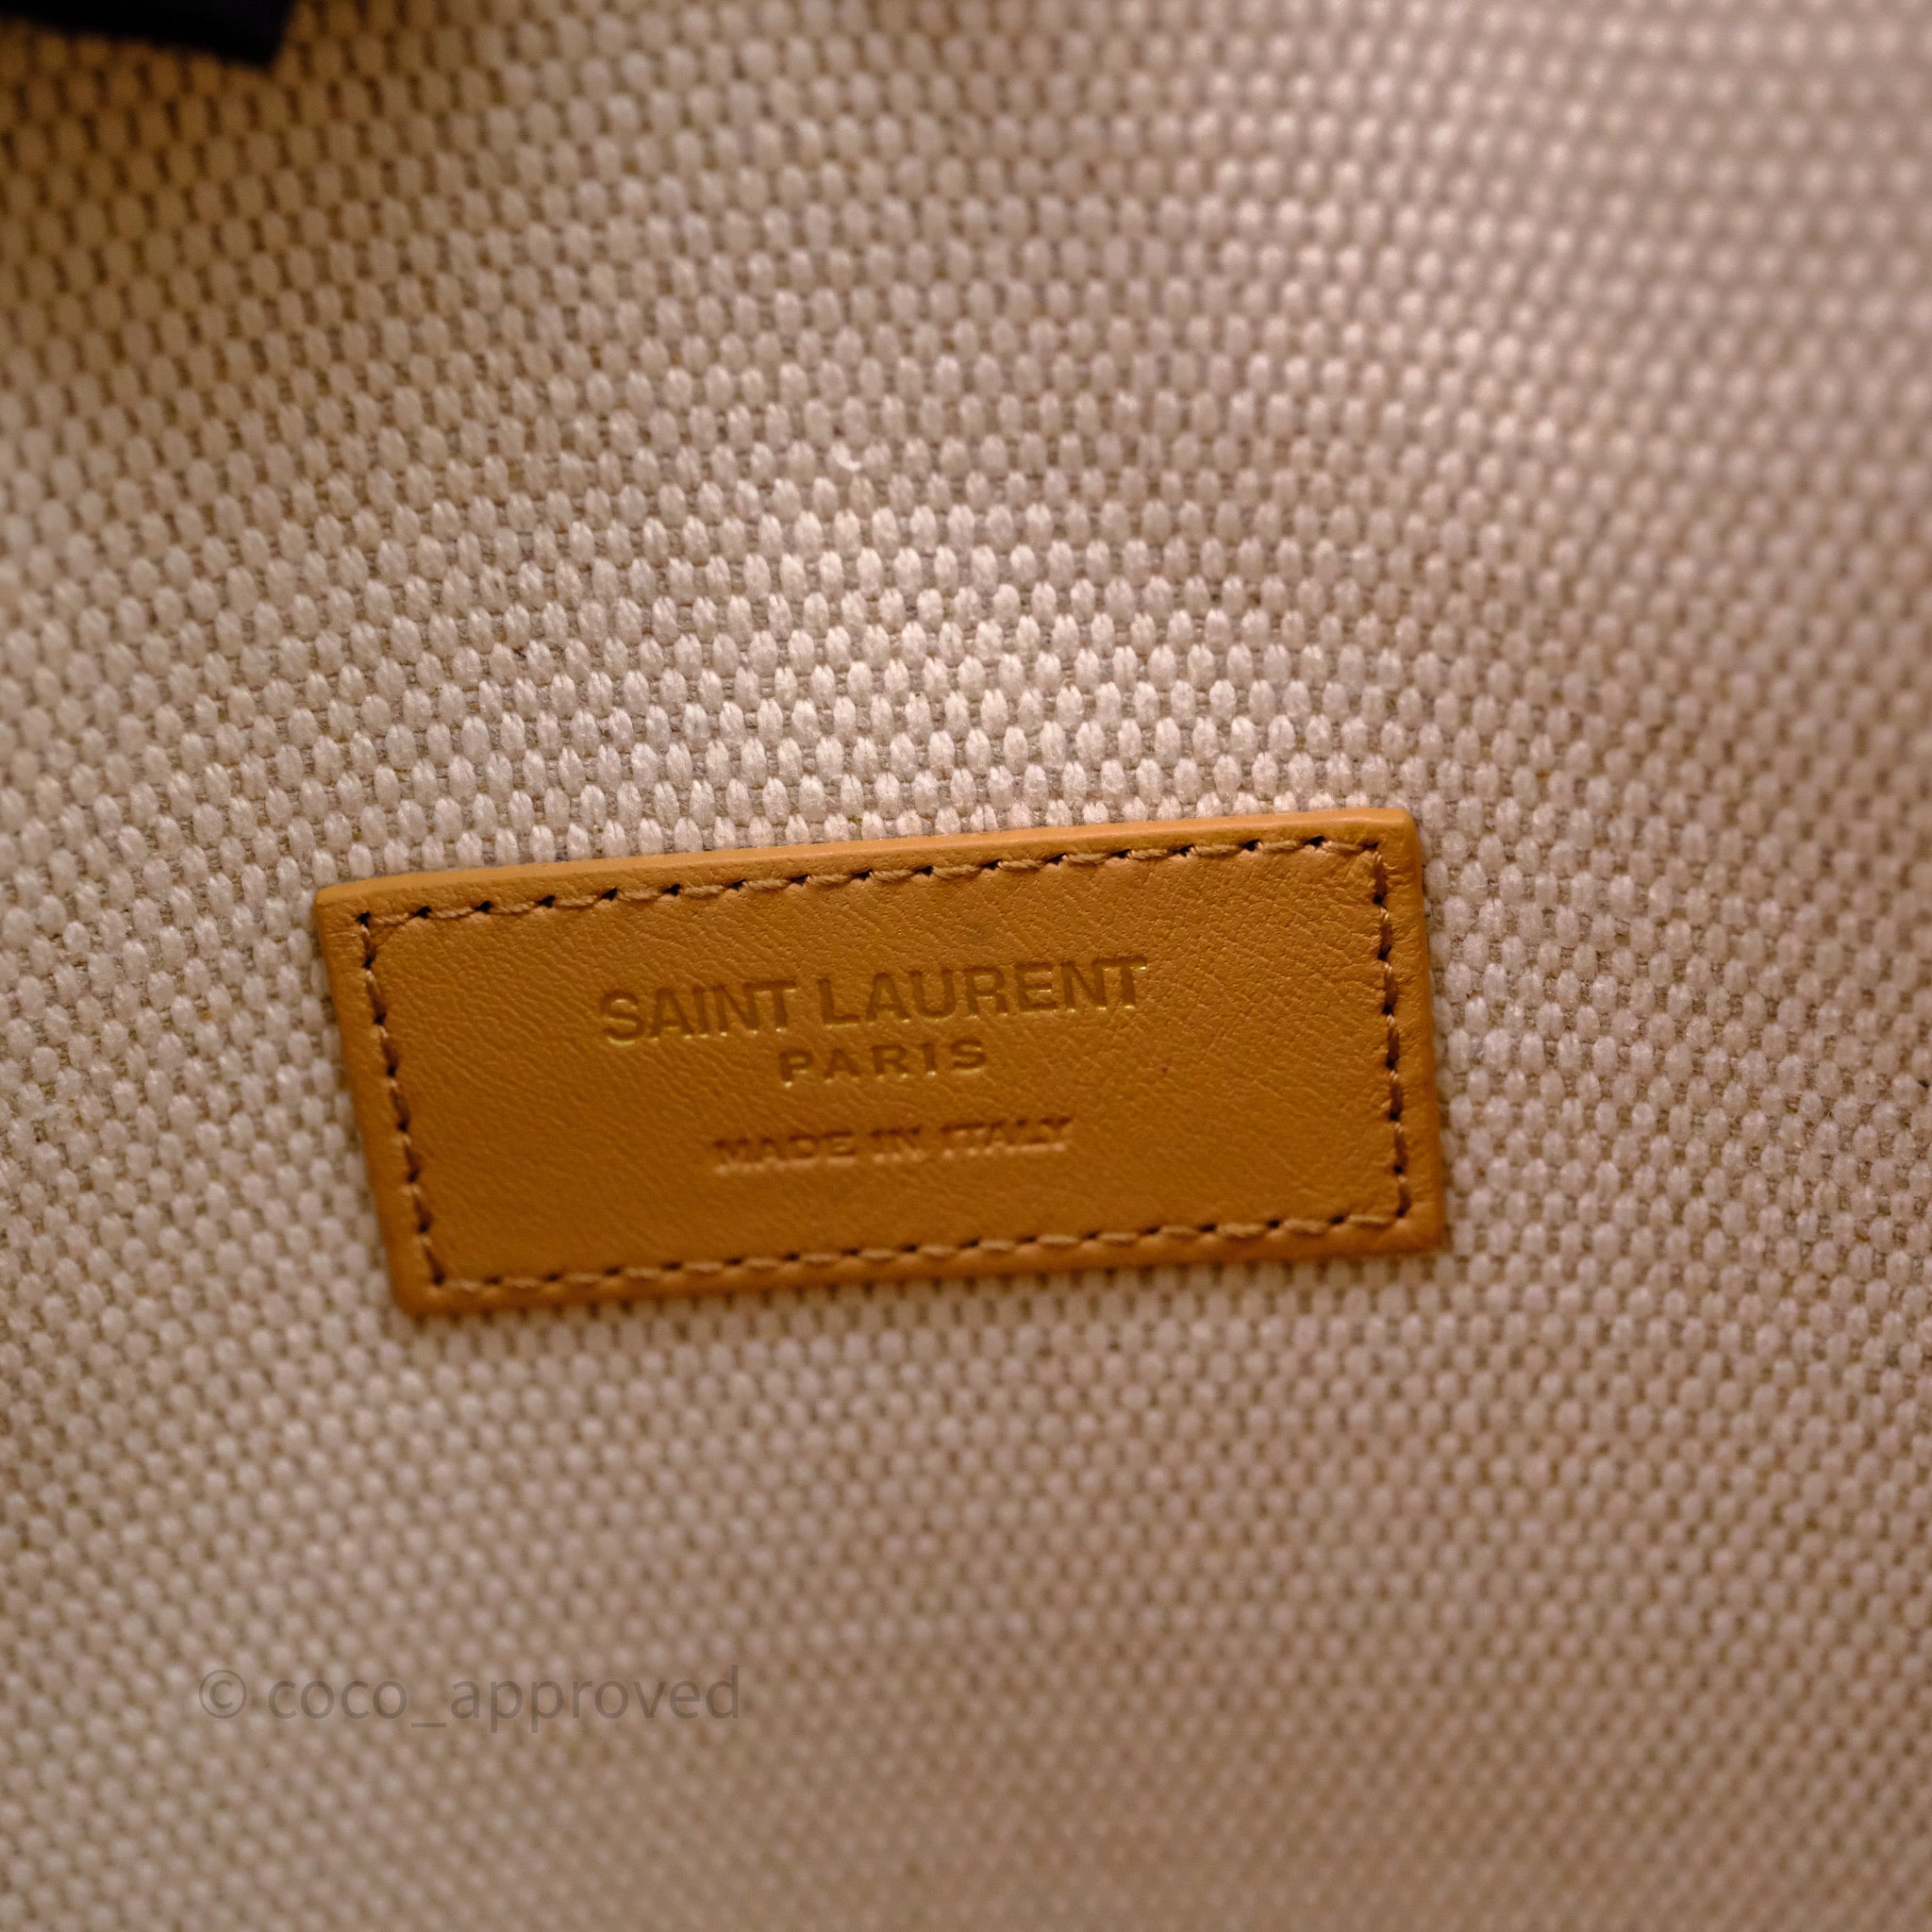 SAINT LAURENT
PARIS
MADE IN ITALY
© coco_approved